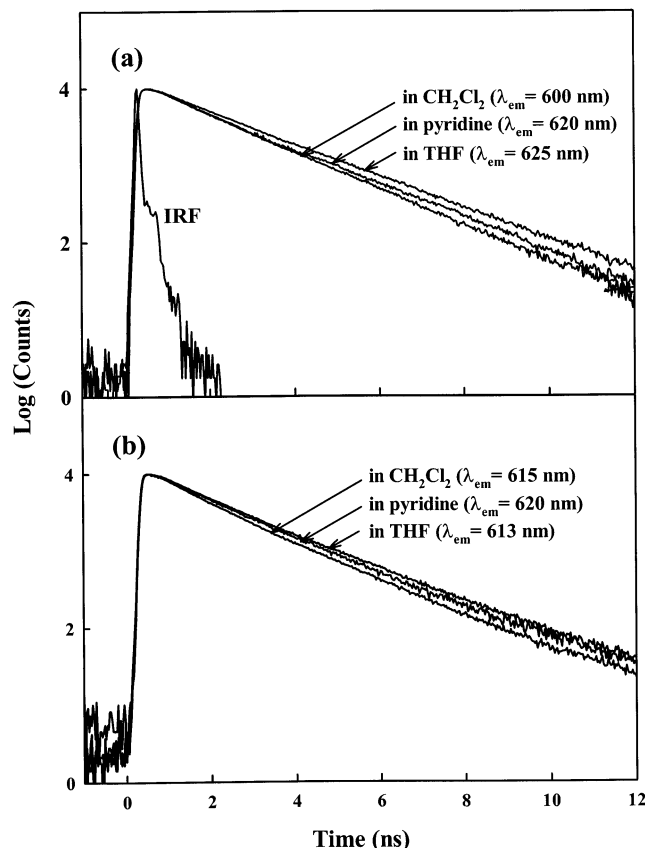 (a)
4
in CH₂Cl₂ (λem= 600 nm)
in pyridine (λem= 620 nm)
in THF (λem= 625 nm)
IRF
2
0
Log (Counts)
(b)
4
in CH₂Cl₂ (λem= 615 nm)
in pyridine (λem= 620 nm)
in THF (λem= 613 nm)
2
0
0 2 4 6 8 10 12
Time (ns)